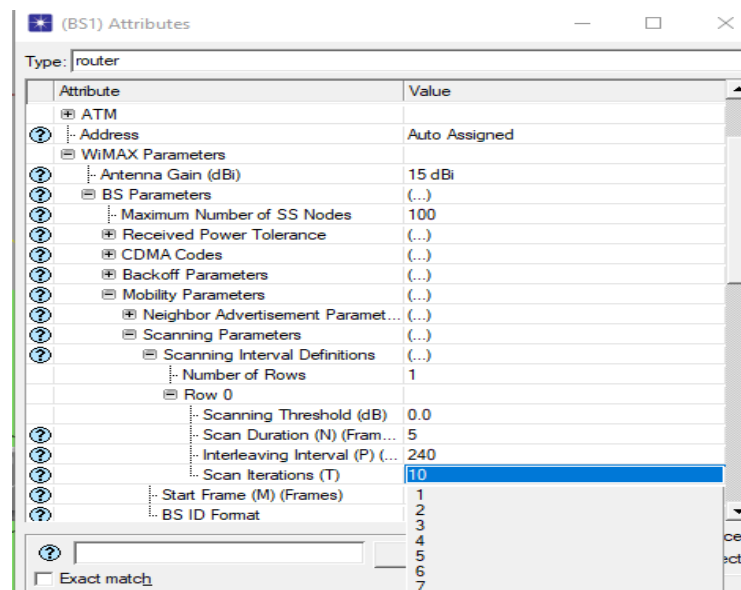 (BS1) Attributes
Type: router
Attribute Value
ATM
Address Auto Assigned
WiMAX Parameters
Antenna Gain (dBi) 15 dBi
BS Parameters (...)
Maximum Number of SS Nodes 100
Received Power Tolerance (...)
CDMA Codes (...)
Backoff Parameters (...)
Mobility Parameters (...)
Neighbor Advertisement Paramet... (...)
Scanning Parameters (...)
Scanning Interval Definitions (...)
Number of Rows 1
Row 0
Scanning Threshold (dB) 0.0
Scan Duration (N) (Fram... 5
Interleaving Interval (P) (... 240
Scan Iterations (T) 10
Start Frame (M) (Frames) 1
2
BS ID Format
3
4
5
6
7
Exact match